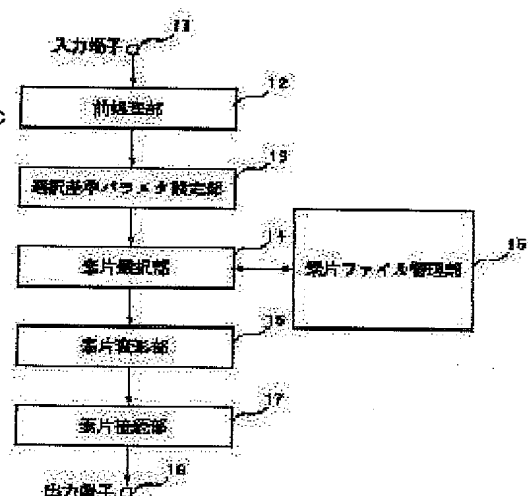 入力端子 11
前処理部 12
選択基準パラメタ設定部 13
素片選択部 14
素片ファイル管理部
素片変形部
素片接続部 17
出力端子